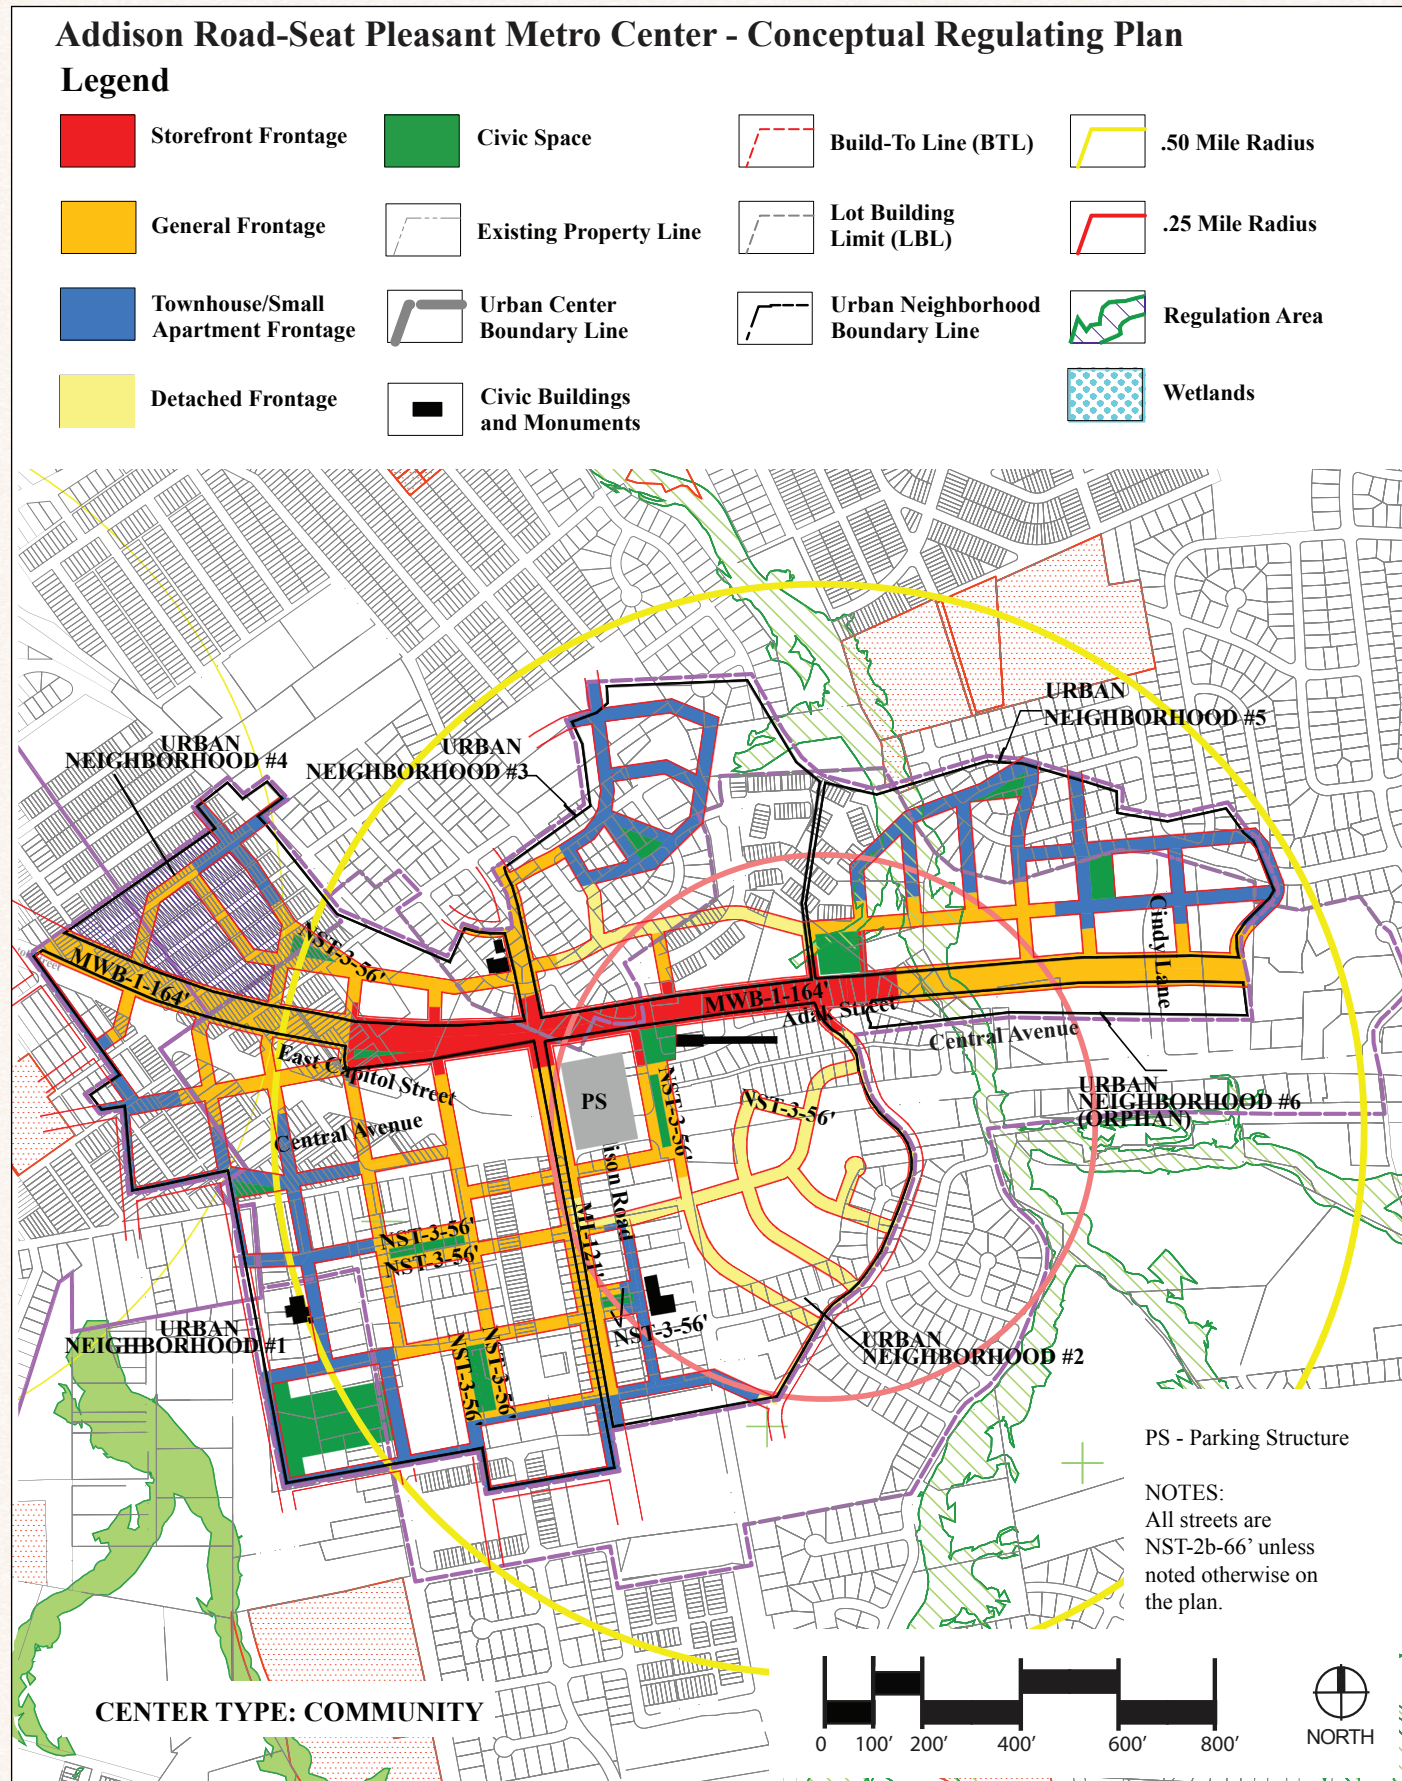 Addison Road-Seat Pleasant Metro Center - Conceptual Regulating Plan
Legend
Storefront Frontage
General Frontage
Townhouse/Small
Apartment Frontage
Detached Frontage
Civic Space
Existing Property Line
Urban Center
Boundary Line
Civic Buildings
and Monuments
Build-To Line (BTL)
Lot Building
Limit (LBL)
Urban Neighborhood
Boundary Line
.50 Mile Radius
.25 Mile Radius
Regulation Area
Wetlands
URBAN
NEIGHBORHOOD #5
URBAN
NEIGHBORHOOD #4
URBAN
NEIGHBORHOOD #3
NST-3-56'
MWB-1-164'
MWB-1-164'
Adak Street
Cindy Lane
Central Avenue
East Capitol Street
Central Avenue
PS
NST-3-56'
NST-3-56'
URBAN
NEIGHBORHOOD #6
(ORPHAN)
ison Road
MI-121'
NST-3-56'
NST-3-56'
NST-3-56'
NST-3-56'
NST-3-56'
URBAN
NEIGHBORHOOD #1
URBAN
NEIGHBORHOOD #2
PS - Parking Structure
NOTES:
All streets are
NST-2b-66’ unless
noted otherwise on
the plan.
CENTER TYPE: COMMUNITY
0 100' 200' 400' 600' 800'
NORTH